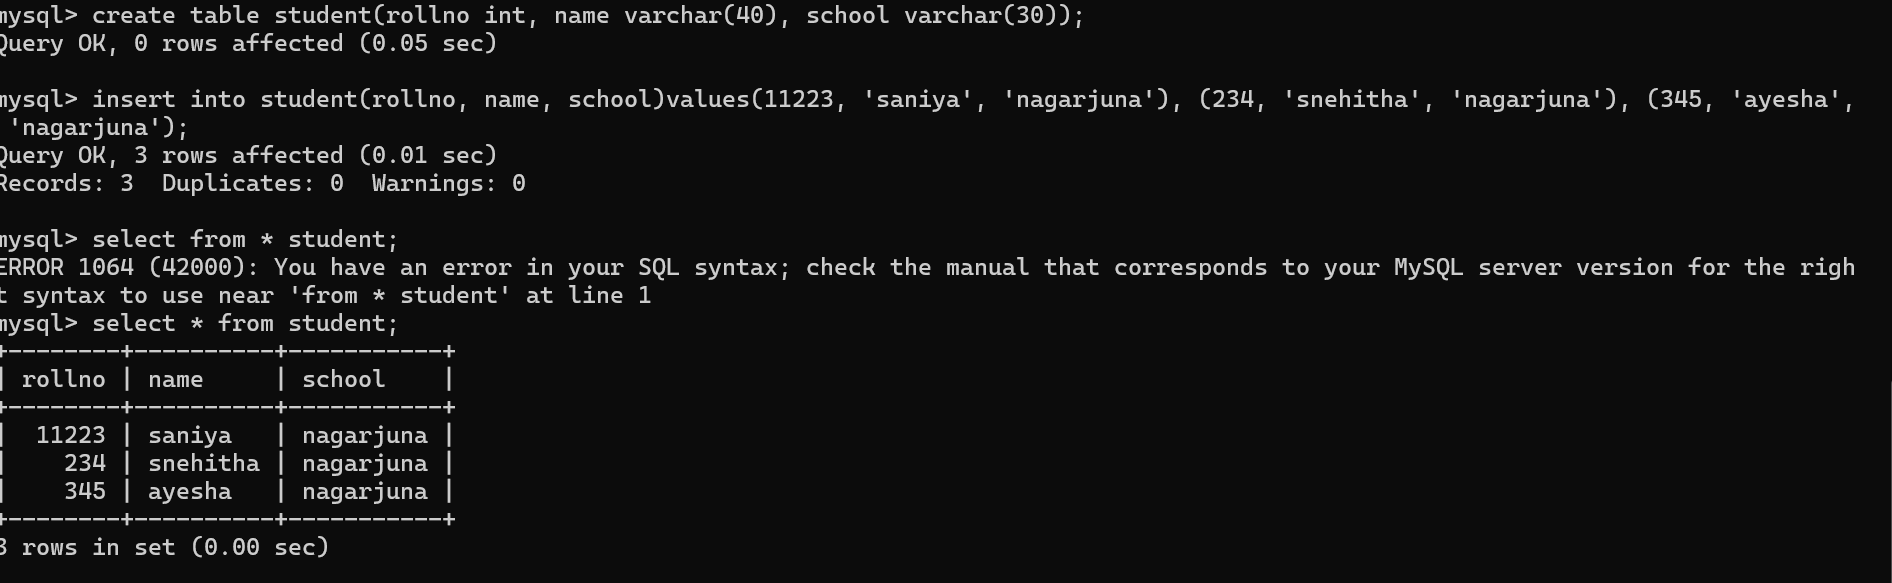 mysql> create table student(rollno int, name varchar(40), school varchar(30));
Query OK, 0 rows affected (0.05 sec)
mysql> insert into student(rollno, name, school)values(11223, 'saniya', 'nagarjuna'), (234, 'snehitha', 'nagarjuna'), (345, 'ayesha',
 'nagarjuna');
Query OK, 3 rows affected (0.01 sec)
Records: 3  Duplicates: 0  Warnings: 0
mysql> select from * student;
ERROR 1064 (42000): You have an error in your SQL syntax; check the manual that corresponds to your MySQL server version for the righ
t syntax to use near 'from * student' at line 1
mysql> select * from student;
+--------+----------+-----------+
| rollno | name     | school    |
+--------+----------+-----------+
|  11223 | saniya   | nagarjuna |
|    234 | snehitha | nagarjuna |
|    345 | ayesha   | nagarjuna |
+--------+----------+-----------+
3 rows in set (0.00 sec)